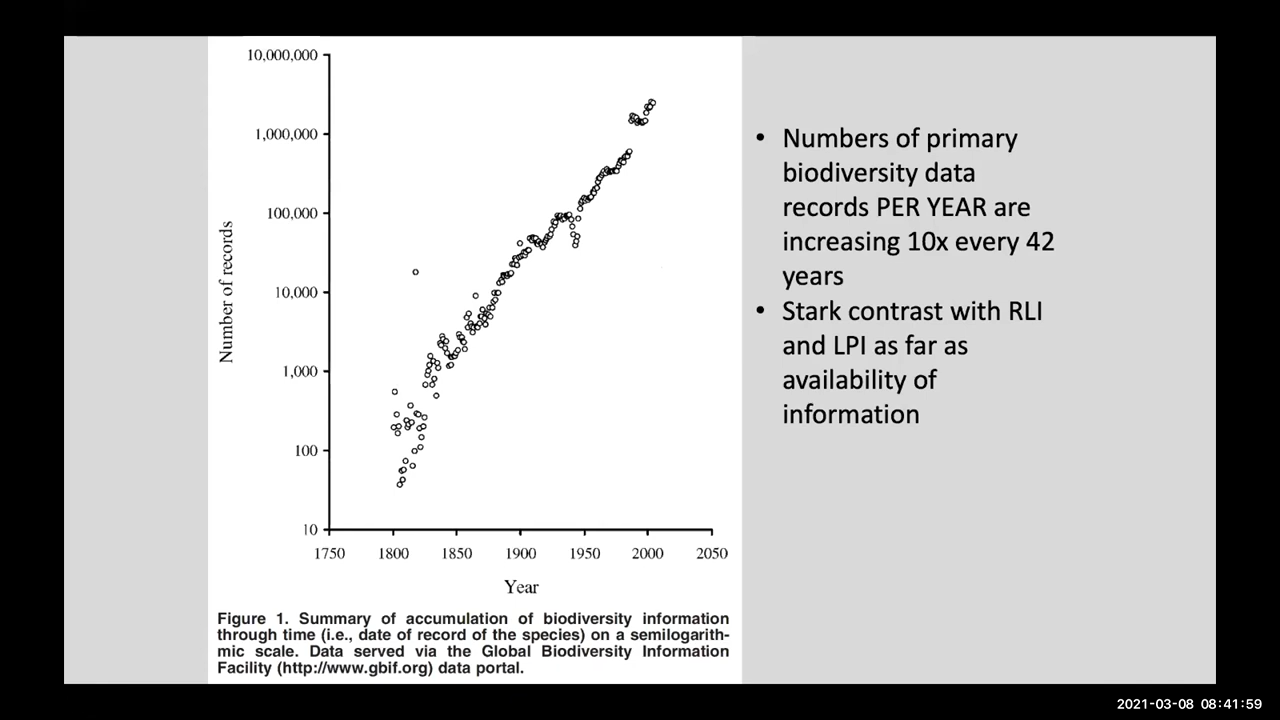 10,000,000
1,000,000
100,000
10,000
1,000
100
10
Number of records
1750
1800
1850
1900
1950
2000
2050
Year
Figure 1. Summary of accumulation of biodiversity information
through time (i.e., date of record of the species) on a semilogarith-
mic scale. Data served via the Global Biodiversity Information
Facility (http://www.gbif.org) data portal.
• Numbers of primary
biodiversity data
records PER YEAR are
increasing 10x every 42
years
• Stark contrast with RLI
and LPI as far as
availability of
information
2021-03-08 08:41:59